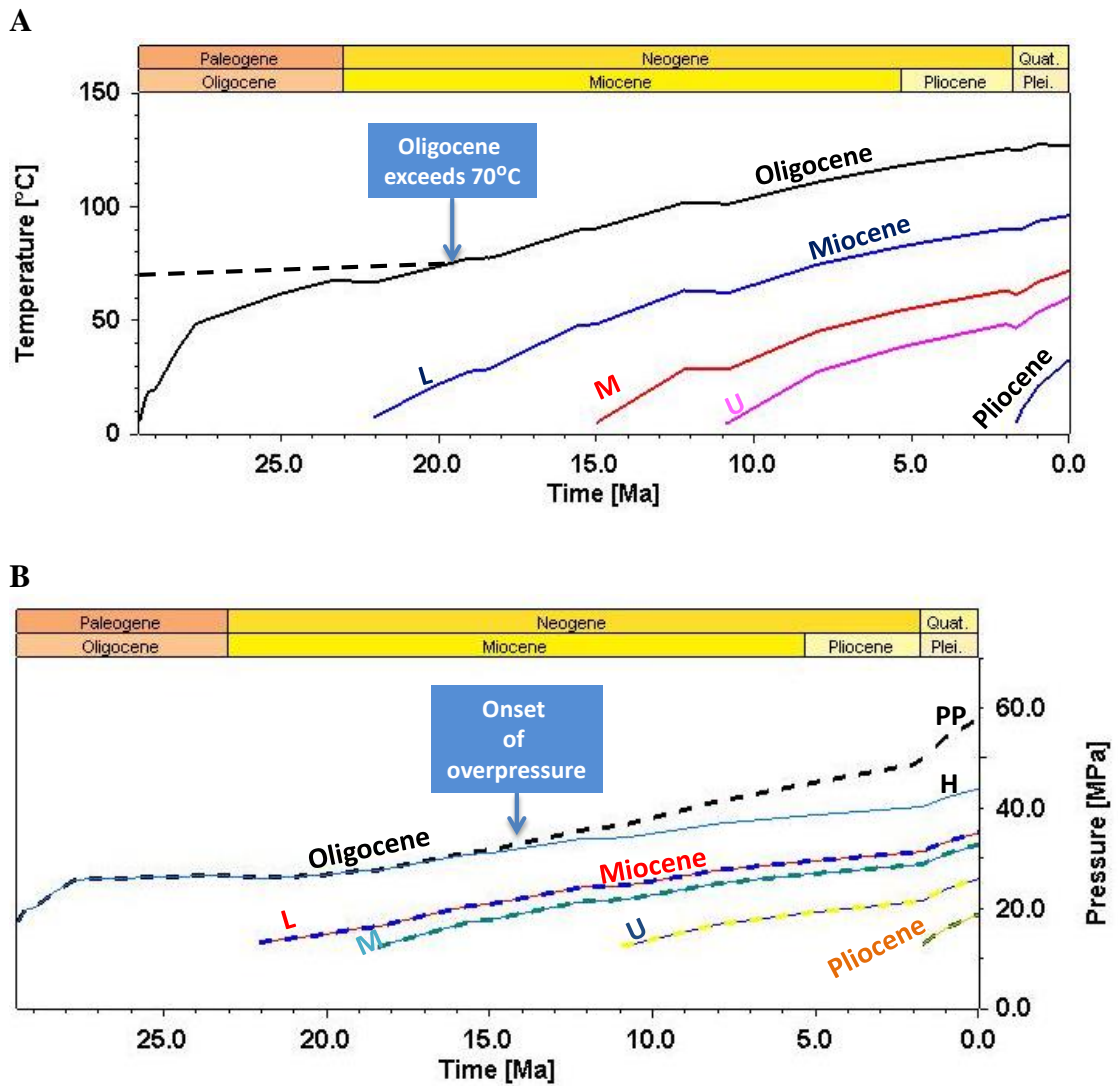 A
Paleogene Neogene Quat.
Oligocene Miocene Pliocene Plei.
150
100
50
0
Temperature [°C]
Oligocene
exceeds 70°C
Oligocene
Miocene
L
M
U
Pliocene
25.0 20.0 15.0 10.0 5.0 0.0
Time [Ma]
B
Paleogene Neogene Quat.
Oligocene Miocene Pliocene Plei.
Onset
of
overpressure
PP
H
Oligocene
Miocene
L
M
U
Pliocene
60.0
40.0
20.0
0.0
Pressure [MPa]
25.0 20.0 15.0 10.0 5.0 0.0
Time [Ma]